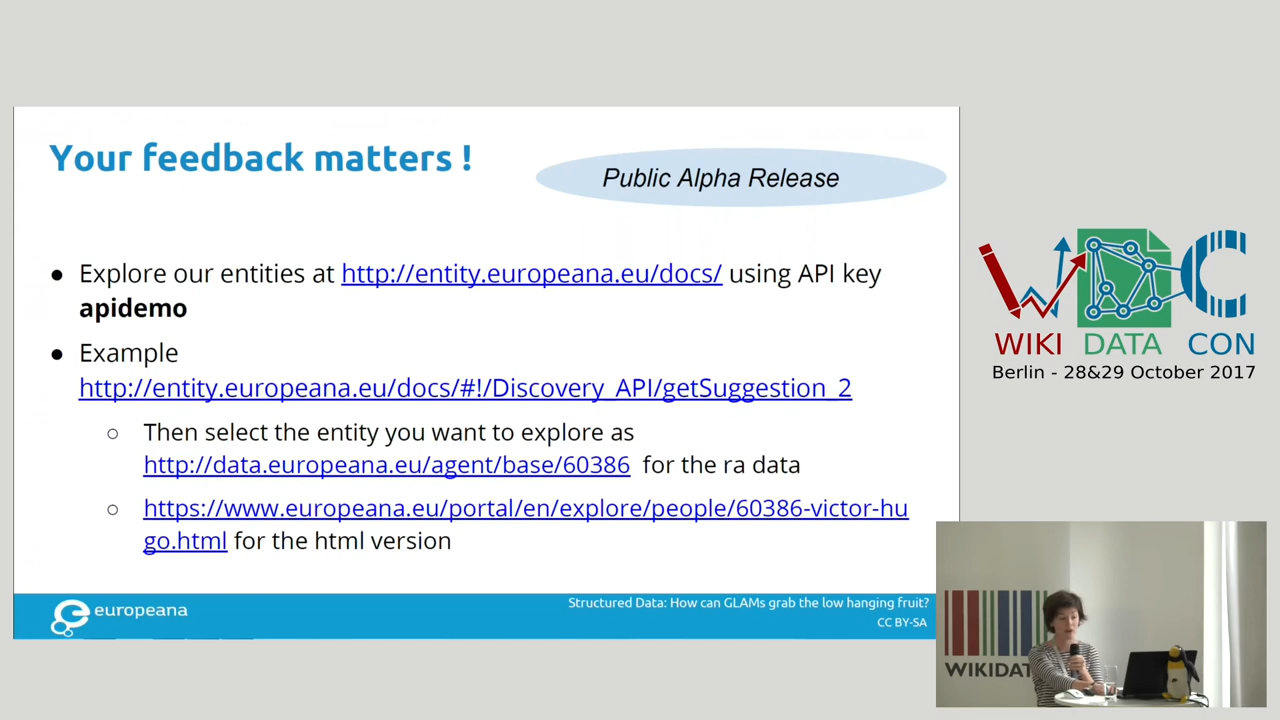 Your feedback matters !
Public Alpha Release
● Explore our entities at http://entity.europeana.eu/docs/ using API key
apidemo
● Example
http://entity.europeana.eu/docs/#!/Discovery_API/getSuggestion_2
○ Then select the entity you want to explore as
http://data.europeana.eu/agent/base/60386 for the ra data
○ https://www.europeana.eu/portal/en/explore/people/60386-victor-hu
go.html for the html version
europeana
Structured Data: How can GLAMs grab the low hanging fruit?
CC BY-SA
WDC
WIKI DATA CON
Berlin - 28&29 October 2017
WIKIDAT